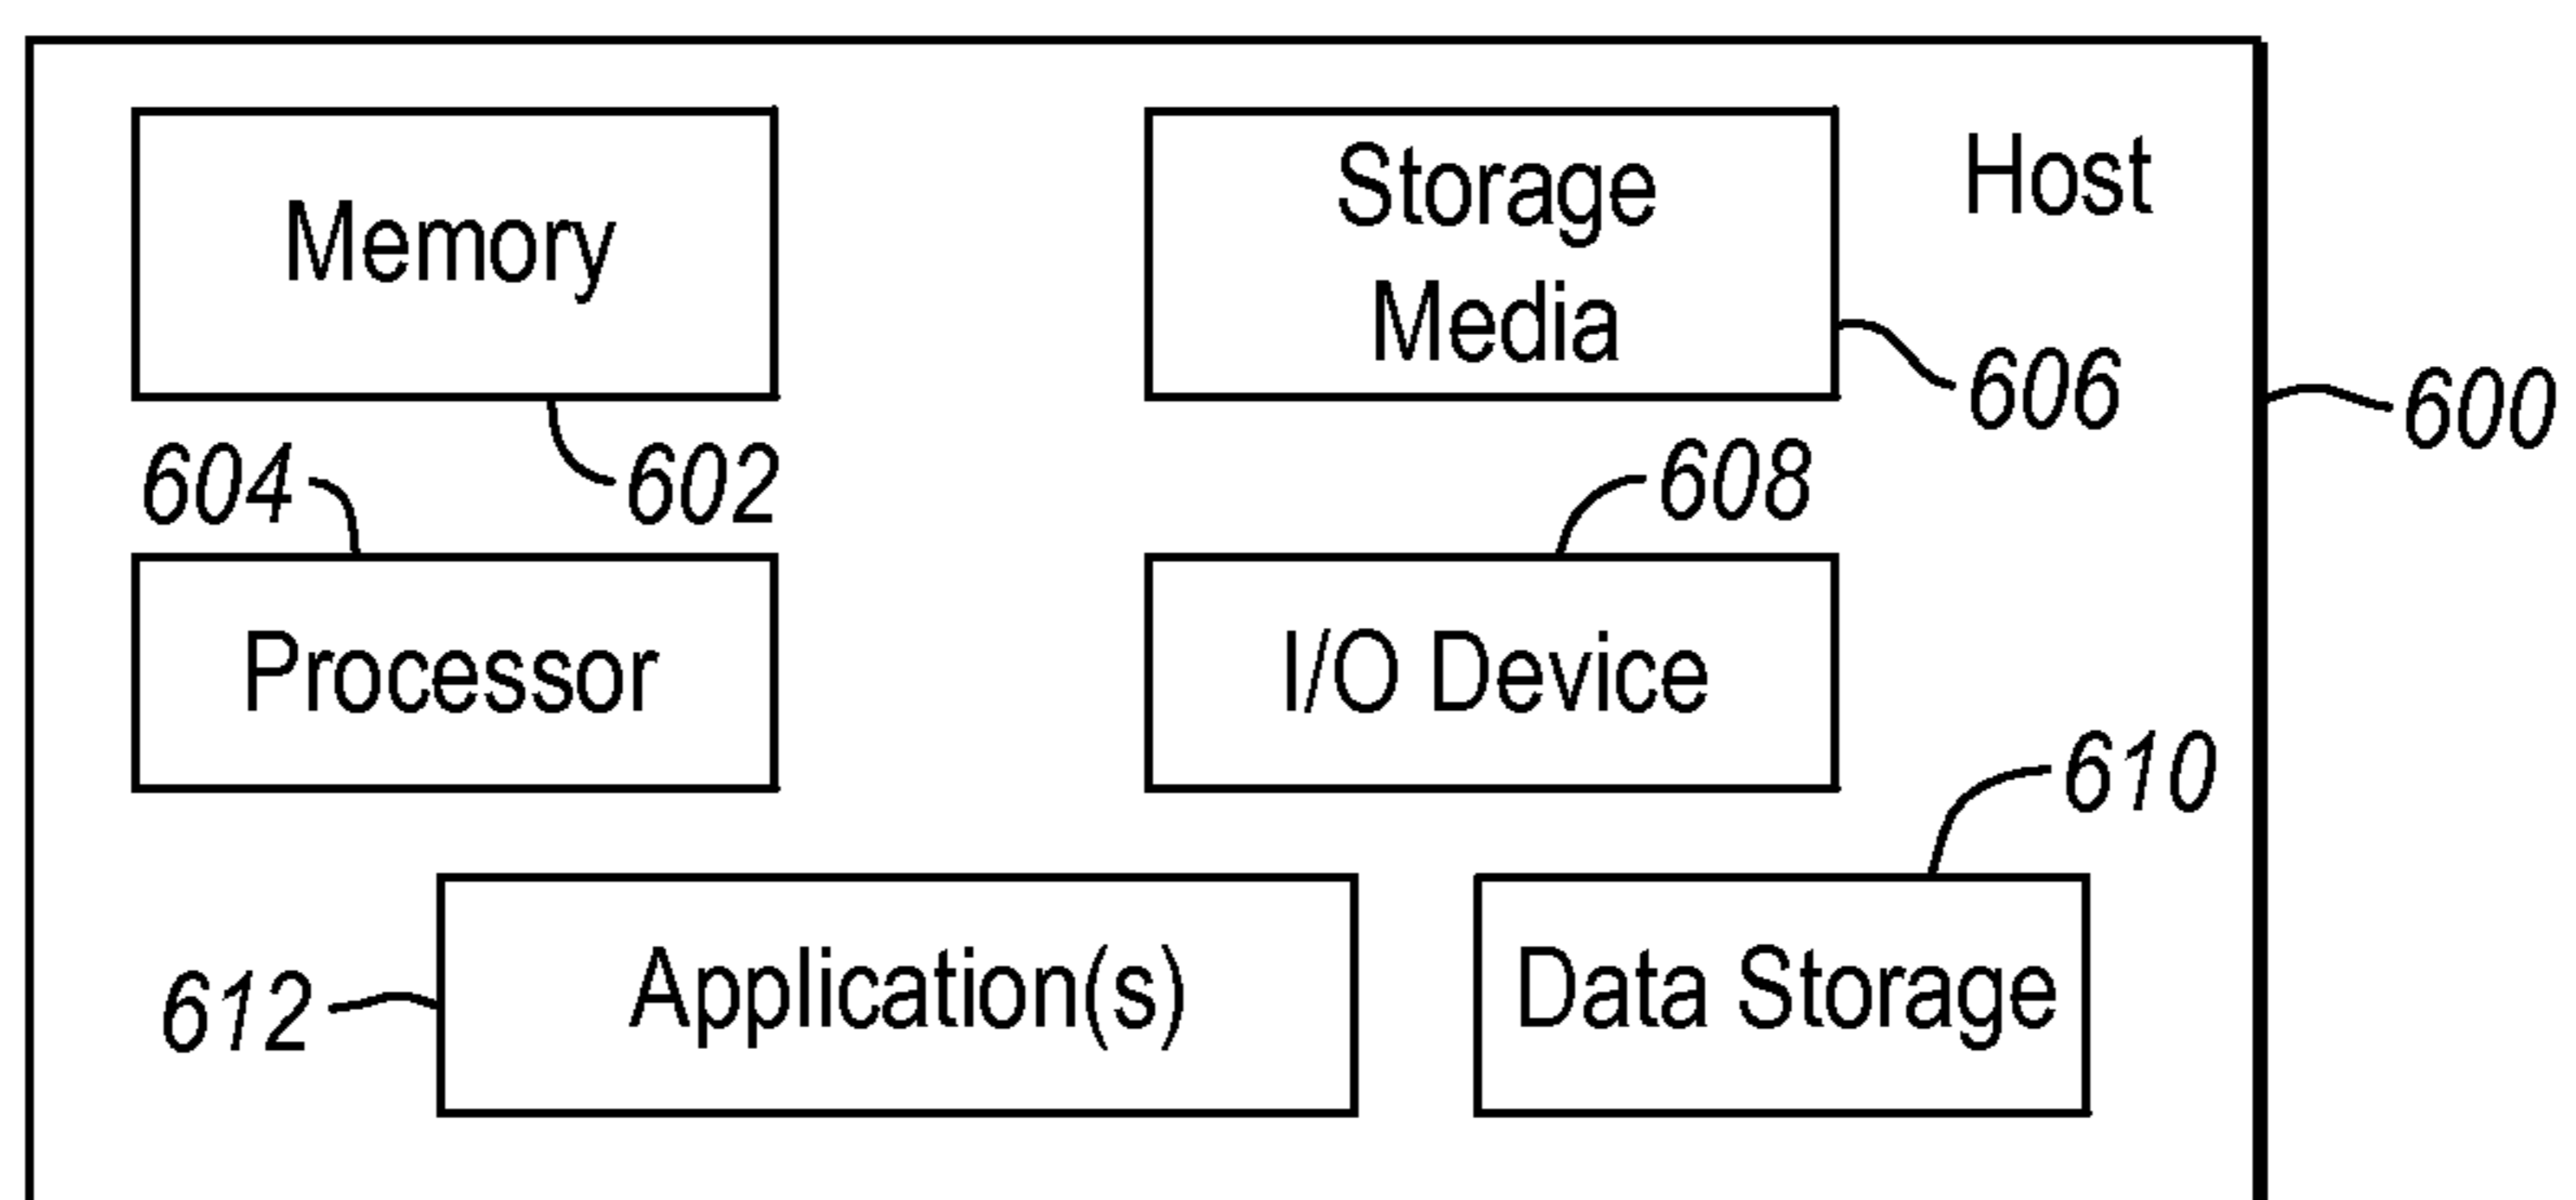 Memory
Storage
Media
Host
606
600
604
602
608
Processor
I/O Device
610
612
Application(s)
Data Storage